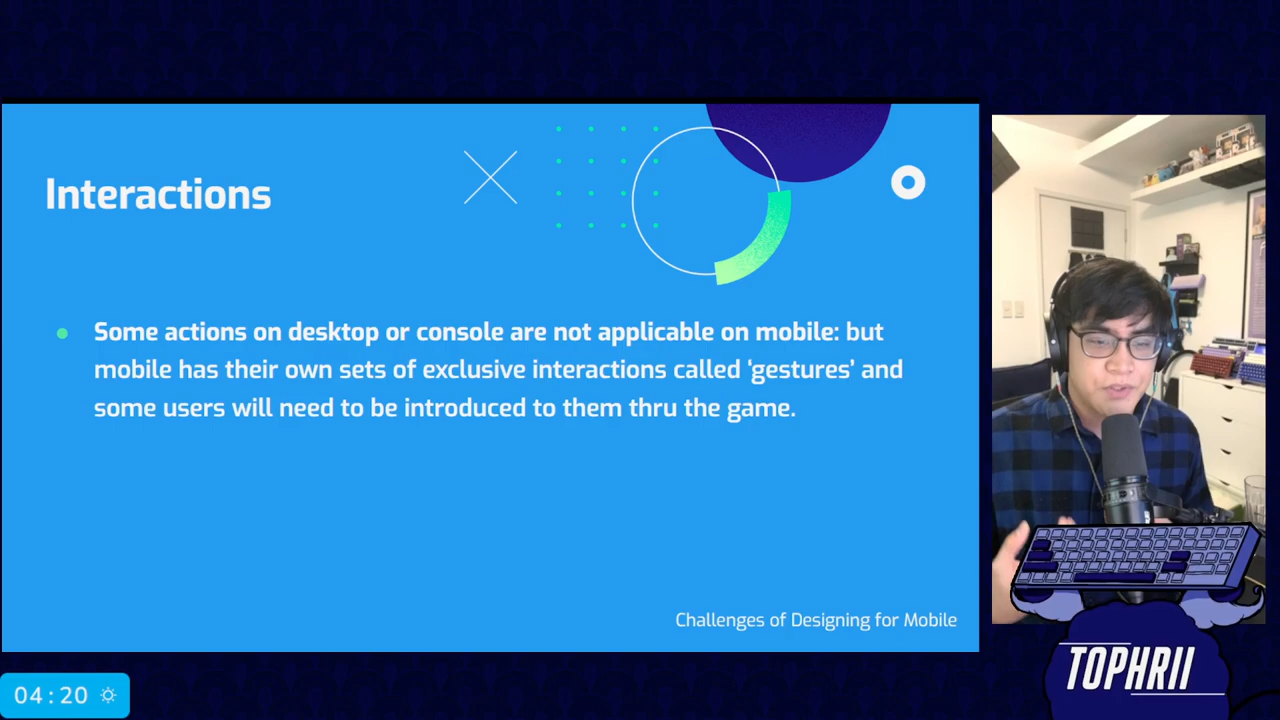 Interactions
Some actions on desktop or console are not applicable on mobile: but
mobile has their own sets of exclusive interactions called ‘gestures’ and
some users will need to be introduced to them thru the game.
Challenges of Designing for Mobile
04:20
TOPHRII